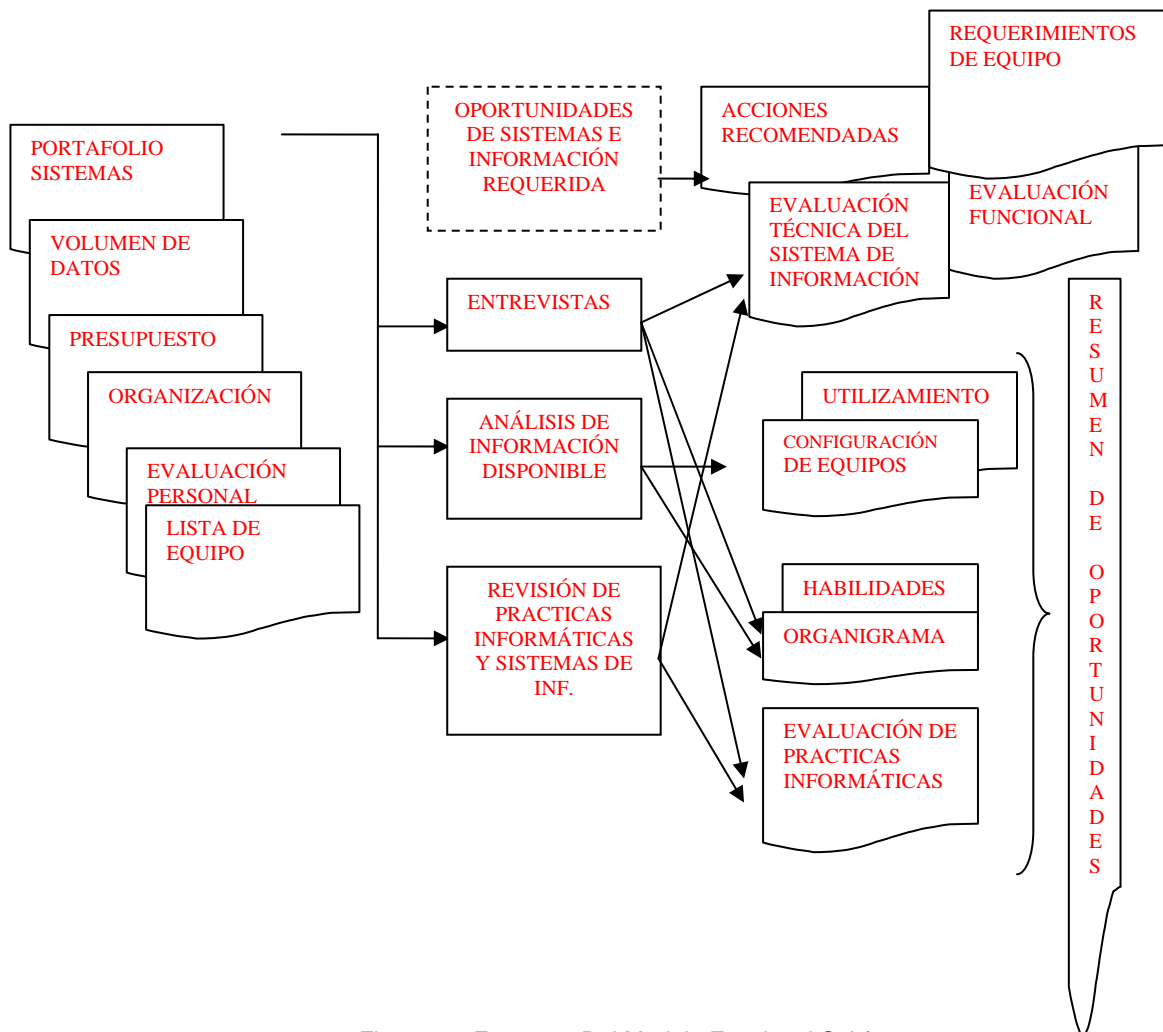 PORTAFOLIO
SISTEMAS
VOLUMEN DE
DATOS
PRESUPUESTO
ORGANIZACIÓN
EVALUACIÓN
PERSONAL
LISTA DE
EQUIPO
OPORTUNIDADES
DE SISTEMAS E
INFORMACIÓN
REQUERIDA
ENTREVISTAS
ANÁLISIS DE
INFORMACIÓN
DISPONIBLE
REVISIÓN DE
PRACTICAS
INFORMÁTICAS
Y SISTEMAS DE
INF.
REQUERIMIENTOS
DE EQUIPO
ACCIONES
RECOMENDADAS
EVALUACIÓN
FUNCIONAL
EVALUACIÓN
TÉCNICA DEL
SISTEMA DE
INFORMACIÓN
UTILIZAMIENTO
CONFIGURACIÓN
DE EQUIPOS
HABILIDADES
ORGANIGRAMA
EVALUACIÓN DE
PRACTICAS
INFORMÁTICAS
RESUMEN DE OPORTUNIDADES